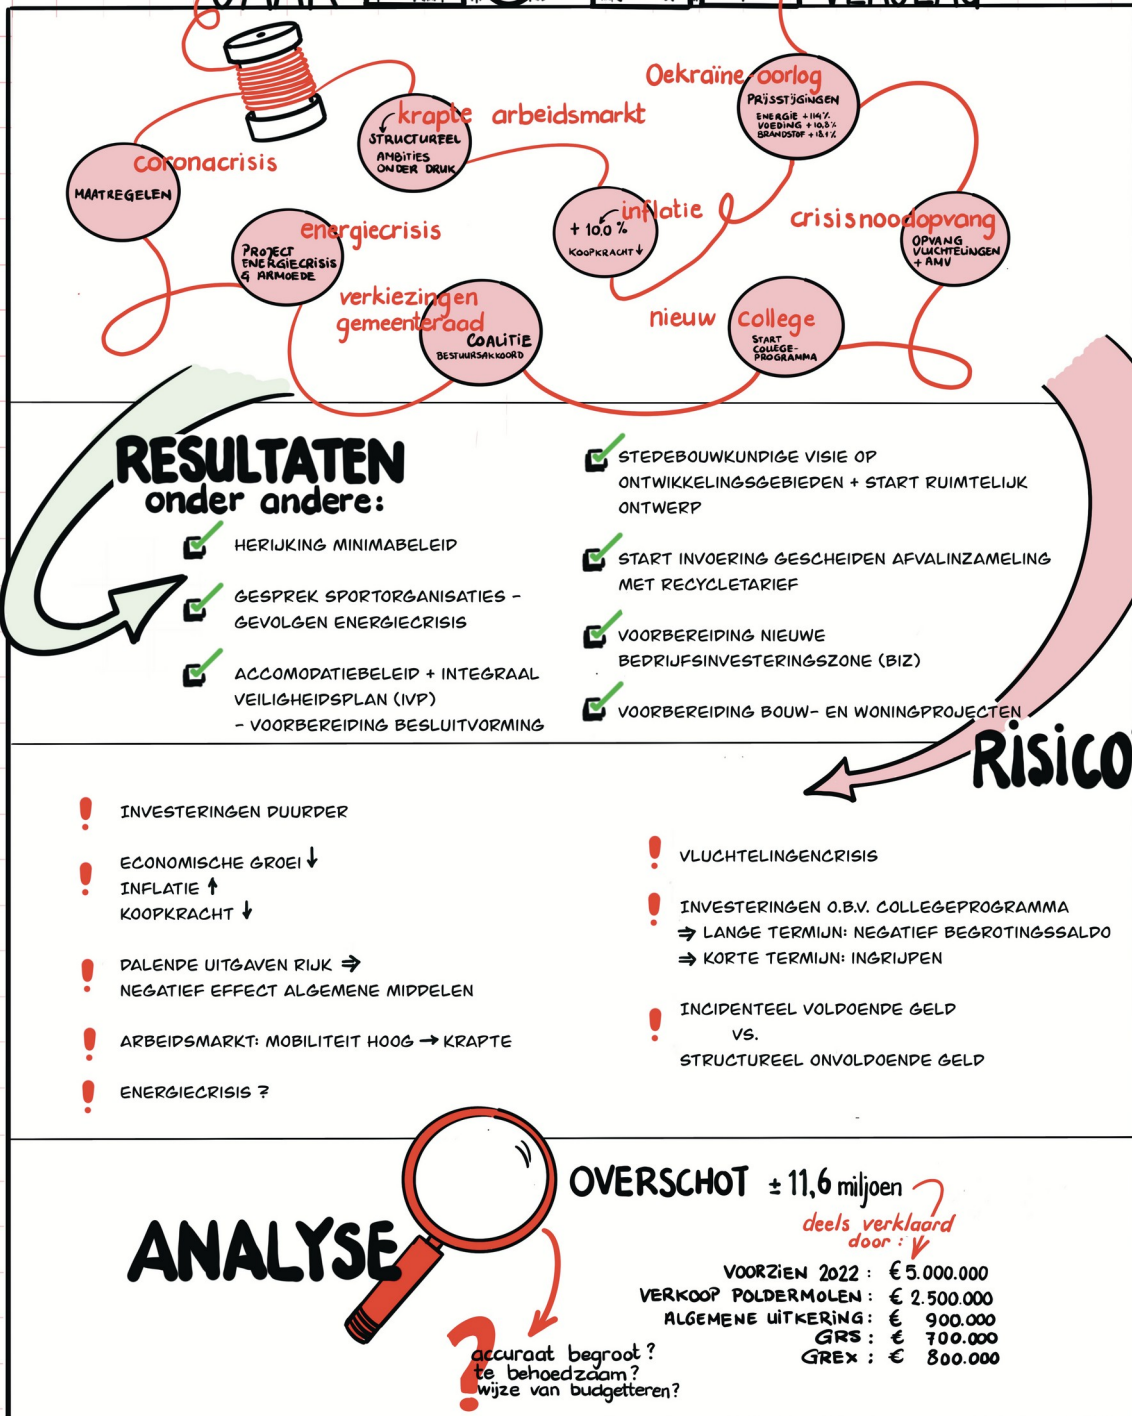 VERSLAG
coronacrisis
MAATREGELEN
krapte arbeidsmarkt
STRUCTUREEL
AMBITIES
ONDER DRUK
Oekraïne-oorlog
PRIJSSTIJGINGEN
ENERGIE +114%
VOEDING +10,8%
BRANDSTOF +18,1%
energiecrisis
PROJECT
ENERGIECRISIS
& ARMOEDE
inflatie
+ 10,0 %
KOOPKRACHT ↓
crisisnoodopvang
OPVANG
VLUCHTELINGEN
+ AMV
verkiezingen
gemeenteraad
COALITIE
BESTUURSAKKOORD
nieuw college
START
COLLEGE-
PROGRAMMA
RESULTATEN
onder andere:
HERIJKING MINIMABELEID
GESPREK SPORTORGANISATIES -
GEVOLGEN ENERGIECRISIS
ACCOMODATIEBELEID + INTEGRAAL
VEILIGHEIDSPLAN (IVP)
- VOORBEREIDING BESLUITVORMING
STEDEBOUWKUNDIGE VISIE OP
ONTWIKKELINGSGEBIEDEN + START RUIMTELIJK
ONTWERP
START INVOERING GESCHEIDEN AFVALINZAMELING
MET RECYCLETARIEF
VOORBEREIDING NIEUWE
BEDRIJFSINVESTERINGSZONE (BIZ)
VOORBEREIDING BOUW- EN WONINGPROJECTEN
RISICO'
! INVESTERINGEN DUURDER
! ECONOMISCHE GROEI ↓
INFLATIE ↑
KOOPKRACHT ↓
! DALENDE UITGAVEN RIJK ⇒
NEGATIEF EFFECT ALGEMENE MIDDELEN
! ARBEIDSMARKT: MOBILITEIT HOOG → KRAPTE
! ENERGIECRISIS ?
! VLUCHTELINGENCRISIS
! INVESTERINGEN O.B.V. COLLEGEPROGRAMMA
⇒ LANGE TERMIJN: NEGATIEF BEGROTINGSSALDO
⇒ KORTE TERMIJN: INGRIJPEN
! INCIDENTEEL VOLDOENDE GELD
VS.
STRUCTUREEL ONVOLDOENDE GELD
ANALYSE
OVERSCHOT ± 11,6 miljoen
deels verklaard
door :
VOORZIEN 2022 : € 5.000.000
VERKOOP POLDERMOLEN : € 2.500.000
ALGEMENE UITKERING : € 900.000
GRS : € 700.000
GREX : € 800.000
?
accuraat begroot ?
te behoedzaam ?
wijze van budgetteren?